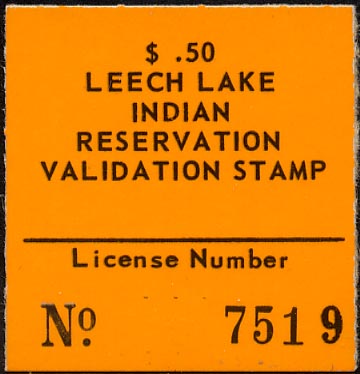 $ .50
LEECH LAKE
INDIAN
RESERVATION
VALIDATION STAMP
License Number
Nº. 7519